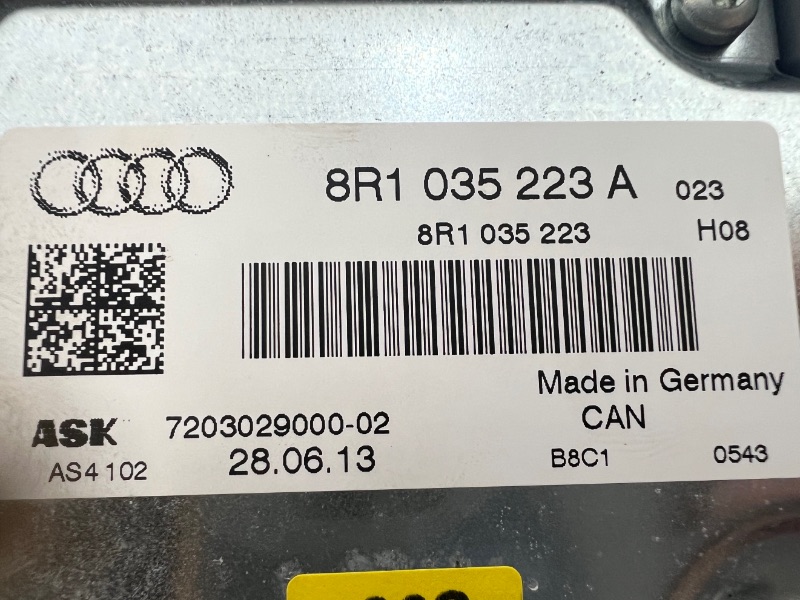 8R1 035 223 A 023
8R1 035 223 H08
Made in Germany
ASK 7203029000-02 CAN
AS4 102 28.06.13 B8C1 0543